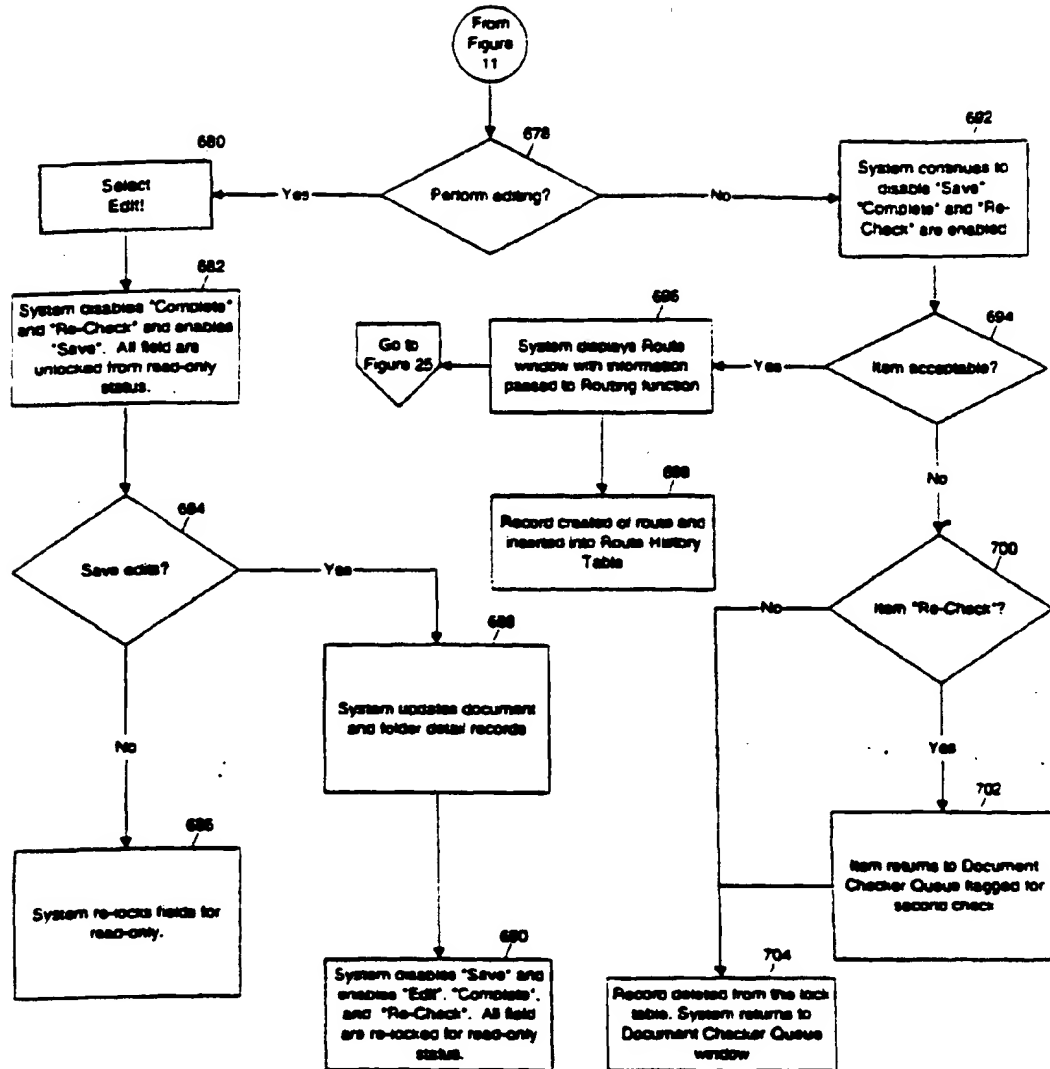 From
Figure
11
678
Perform editing?
Yes
No
680
Select
Edit!
692
System continues to
disable "Save"
"Complete" and "Re-
Check" are enabled
682
System disables "Complete"
and "Re-Check" and enables
"Save". All field are
unlocked from read-only
status.
694
Item acceptable?
Yes
No
696
System displays Route
window with information
passed to Routing function
Go to
Figure 25
698
Record created of route and
inserted into Route History
Table
684
Save edits?
Yes
No
700
Item "Re-Check"?
No
Yes
688
System updates document
and folder detail records
686
System re-locks fields for
read-only.
702
Item returns to Document
Checker Queue flagged for
second check
690
System disables "Save" and
enables "Edit", "Complete",
and "Re-Check". All field
are re-locked for read-only
status.
704
Record deleted from the lock
table. System returns to
Document Checker Queue
window